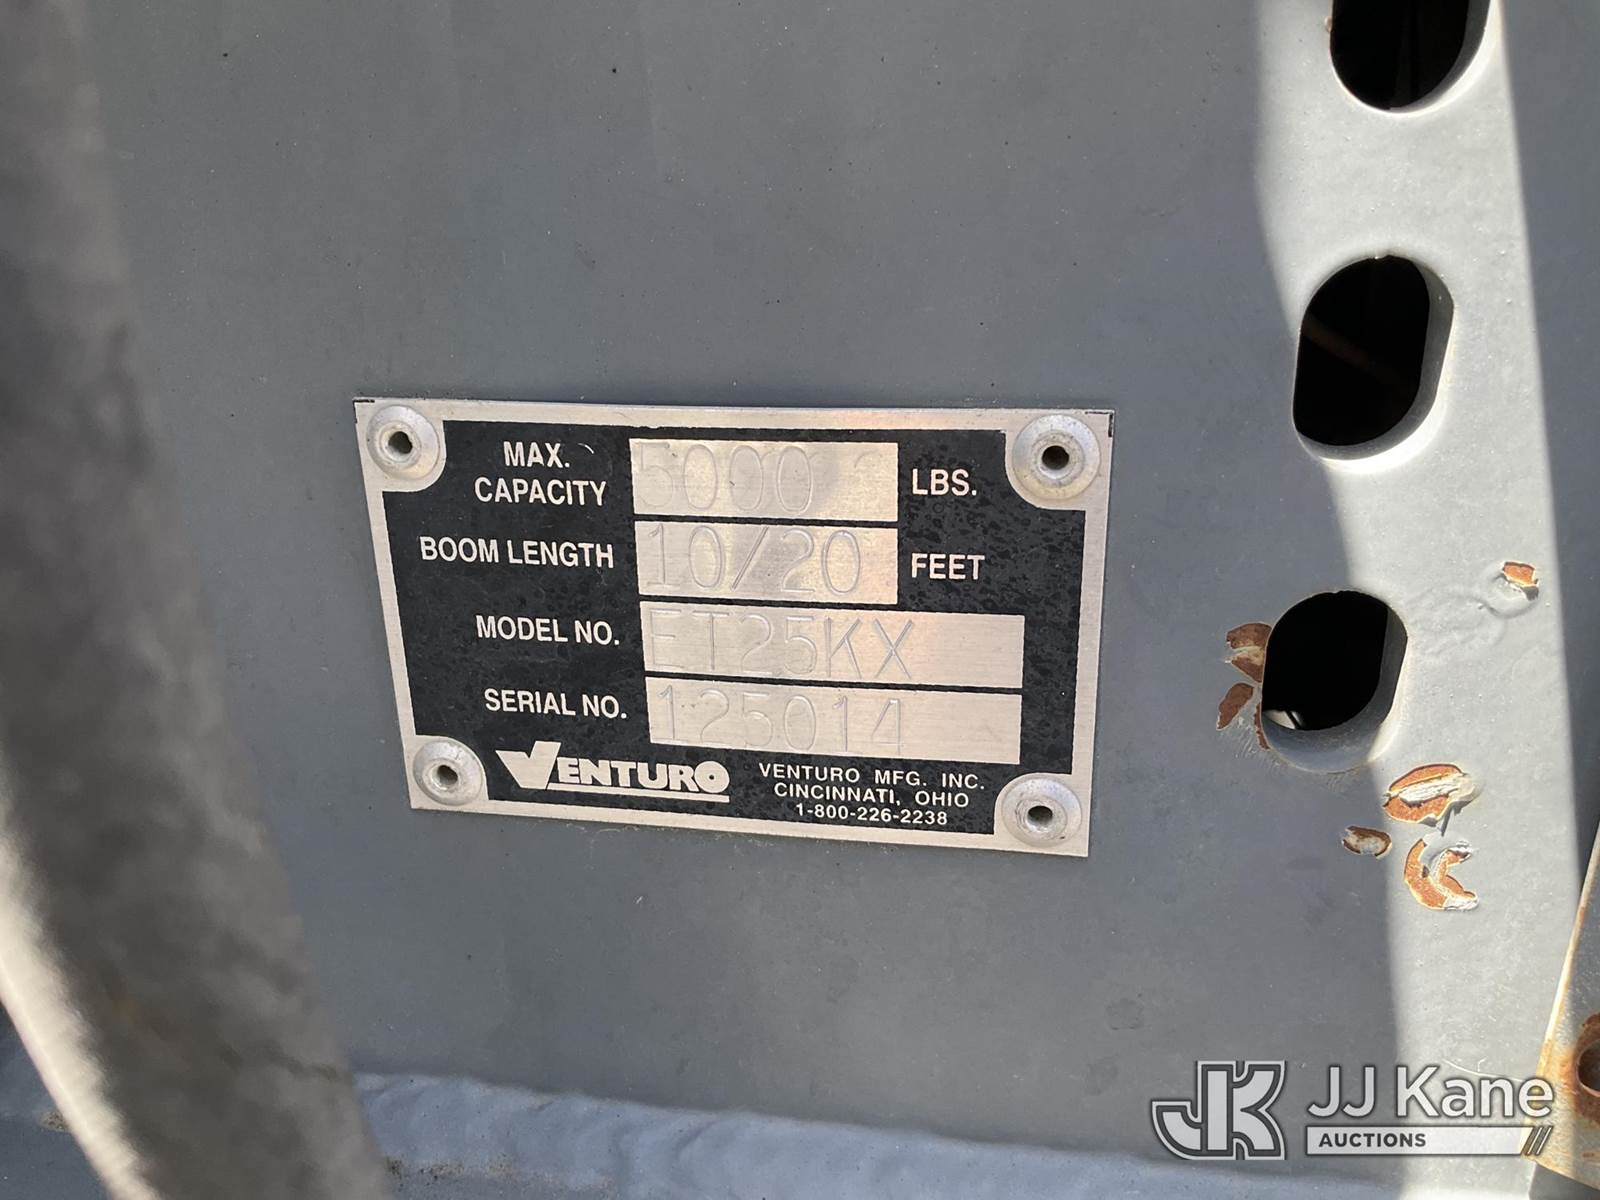 MAX. CAPACITY 5000 LBS.
BOOM LENGTH 10/20 FEET
MODEL NO. ET25KX
SERIAL NO. 125014
VENTURO
VENTURO MFG. INC.
CINCINNATI, OHIO
1-800-226-2238
JK JJ Kane
AUCTIONS